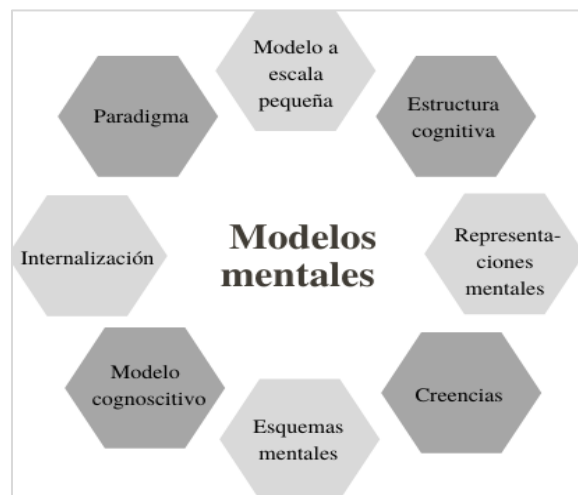 Modelo a
escala
pequeña
Paradigma
Estructura
cognitiva
Internalización
Modelos
mentales
Representa-
ciones
mentales
Modelo
cognoscitivo
Creencias
Esquemas
mentales